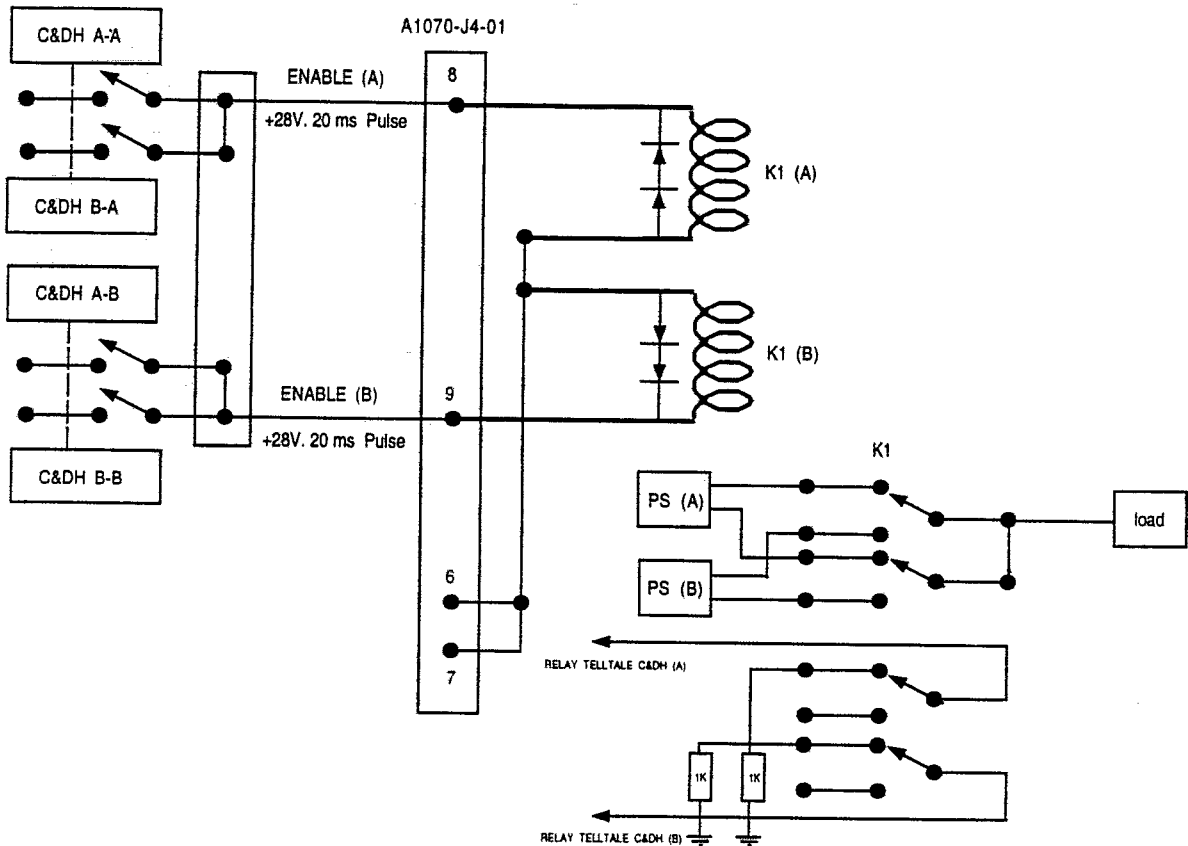 A1070-J4-01
C&DH A-A
8
ENABLE (A)
+28V. 20 ms Pulse
K1 (A)
C&DH B-A
C&DH A-B
K1 (B)
ENABLE (B)
9
+28V. 20 ms Pulse
C&DH B-B
K1
PS (A)
load
6
PS (B)
7
RELAY TELLTALE C&DH (A)
1K
1K
RELAY TELLTALE C&DH (B)